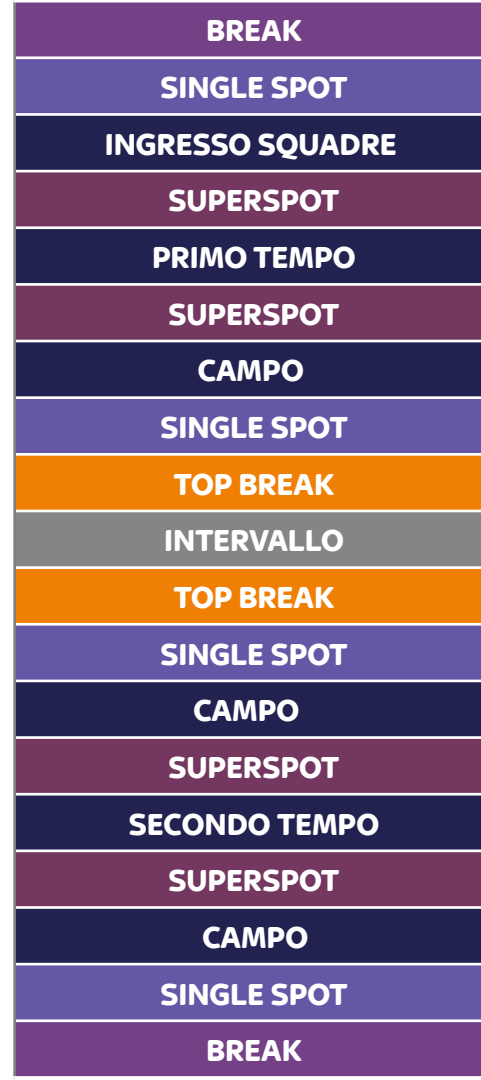 BREAK
SINGLE SPOT
INGRESSO SQUADRE
SUPERSPOT
PRIMO TEMPO
SUPERSPOT
CAMPO
SINGLE SPOT
TOP BREAK
INTERVALLO
TOP BREAK
SINGLE SPOT
CAMPO
SUPERSPOT
SECONDO TEMPO
SUPERSPOT
CAMPO
SINGLE SPOT
BREAK